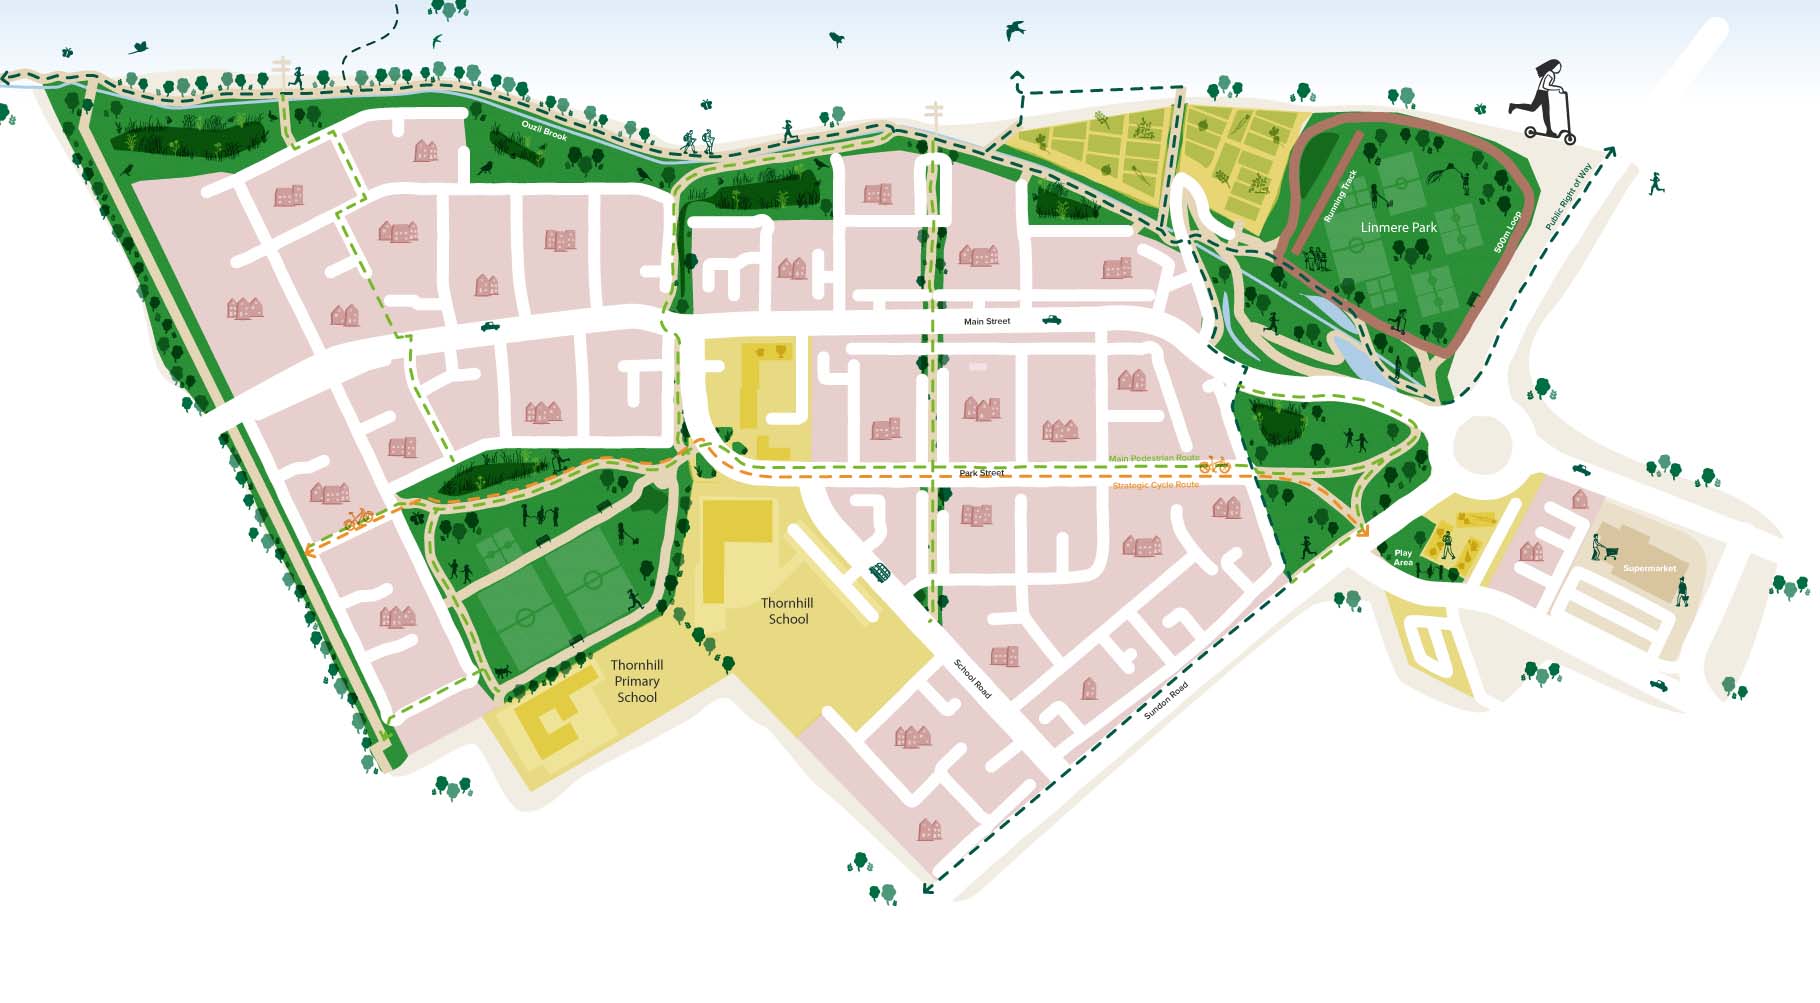 Ouzil Brook
Running Track
Linmere Park
500m Loop
Public Right of Way
Main Street
Main Pedestrian Route
Park Street
Strategic Cycle Route
Play
Area
Supermarket
Thornhill
School
Thornhill
Primary
School
School Road
Sundon Road